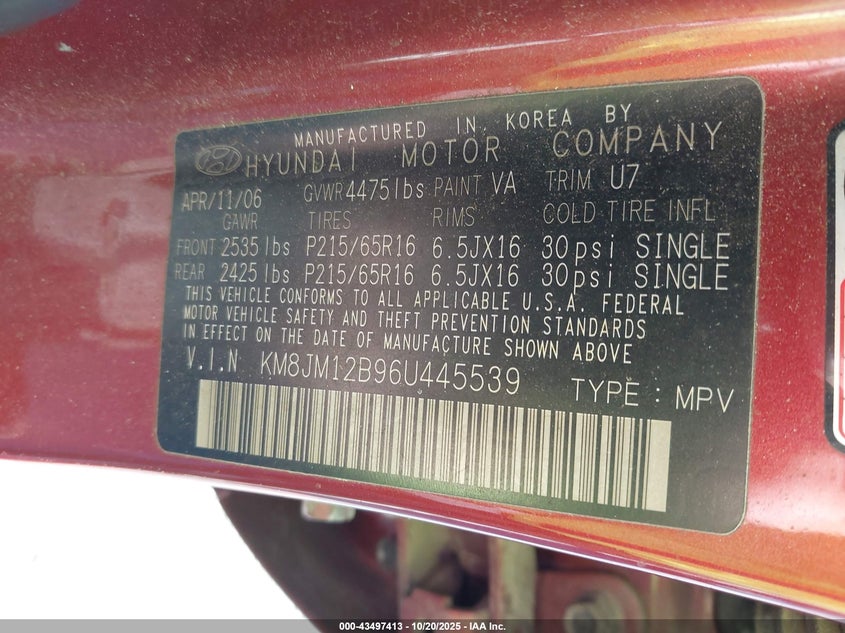 MANUFACTURED IN KOREA BY
HYUNDAI MOTOR COMPANY
APR/11/06 GVWR 4475lbs PAINT VA TRIM U7
GAWR TIRES RIMS COLD TIRE INFL
FRONT 2535 lbs P215/65R16 6.5JX16 30psi SINGLE
REAR 2425 lbs P215/65R16 6.5JX16 30psi SINGLE
THIS VEHICLE CONFORMS TO ALL APPLICABLE U.S.A. FEDERAL
MOTOR VEHICLE SAFETY AND THEFT PREVENTION STANDARDS
IN EFFECT ON THE DATE OF MANUFACTURE SHOWN ABOVE
V.I.N KM8JM12B96U445539 TYPE : MPV
000-43497413 - 10/20/2025 - IAA Inc.